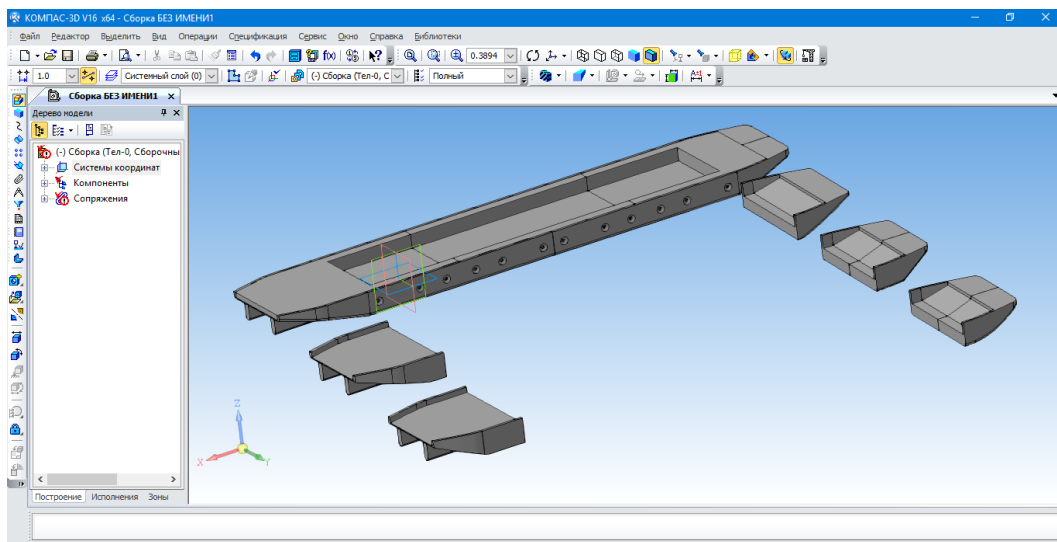 КОМПАС-3D V16 x64 - Сборка БЕЗ ИМЕНИ1
Файл Редактор Выделить Вид Операции Спецификация Сервис Окно Справка Библиотеки
f(x) 0.3894
1.0 Системный слой (0) (-) Сборка (Тел-0, С Полный
Сборка БЕЗ ИМЕНИ1
Дерево модели
(-) Сборка (Тел-0, Сборочны
Системы координат
Компоненты
Сопряжения
Z
X
Y
Построение Исполнения Зоны